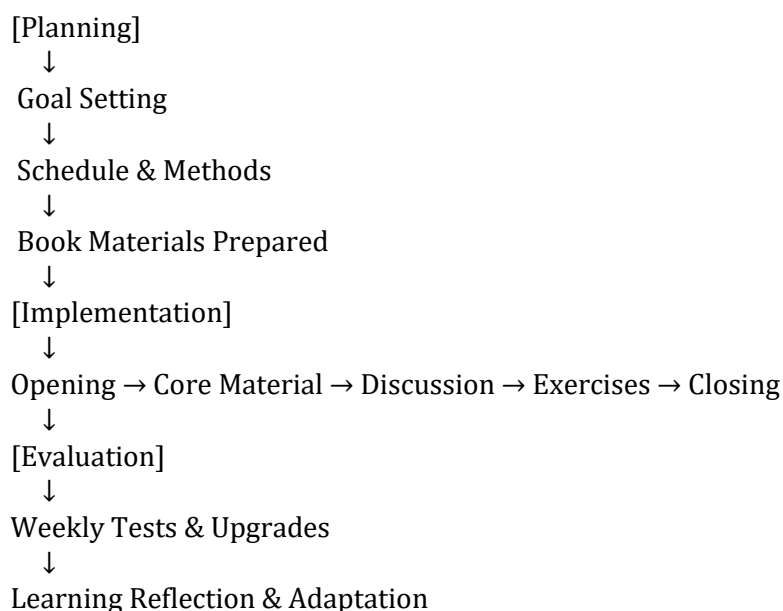 [Planning]
↓
Goal Setting
↓
Schedule & Methods
↓
Book Materials Prepared
↓
[Implementation]
↓
Opening → Core Material → Discussion → Exercises → Closing
↓
[Evaluation]
↓
Weekly Tests & Upgrades
↓
Learning Reflection & Adaptation